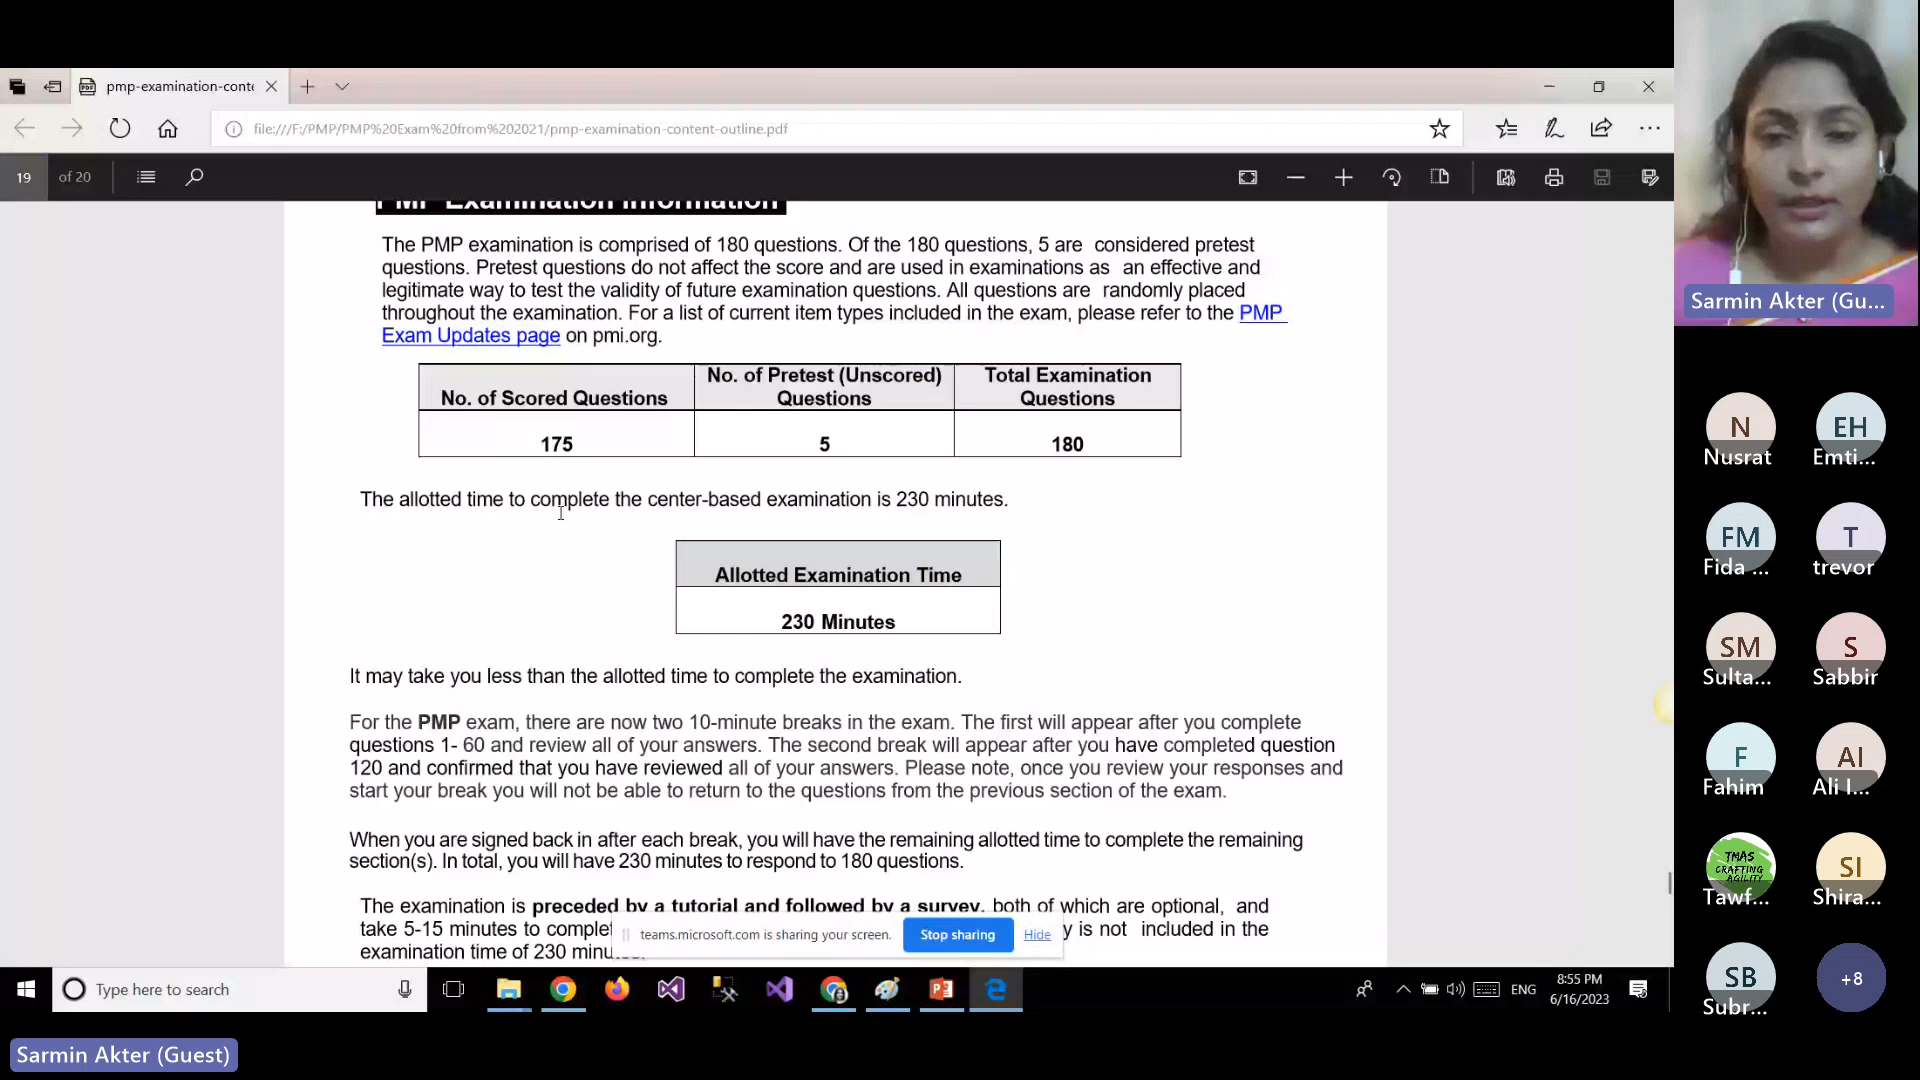 pmp-examination-conte
file:///F:/PMP/PMP%20Exam%20from%202021/pmp-examination-content-outline.pdf
19 of 20
PMP Examination Information
The PMP examination is comprised of 180 questions. Of the 180 questions, 5 are considered pretest
questions. Pretest questions do not affect the score and are used in examinations as an effective and
legitimate way to test the validity of future examination questions. All questions are randomly placed
throughout the examination. For a list of current item types included in the exam, please refer to the PMP
Exam Updates page on pmi.org.
No. of Scored Questions
No. of Pretest (Unscored)
Questions
Total Examination
Questions
175 5 180
The allotted time to complete the center-based examination is 230 minutes.
Allotted Examination Time
230 Minutes
It may take you less than the allotted time to complete the examination.
For the PMP exam, there are now two 10-minute breaks in the exam. The first will appear after you complete
questions 1- 60 and review all of your answers. The second break will appear after you have completed question
120 and confirmed that you have reviewed all of your answers. Please note, once you review your responses and
start your break you will not be able to return to the questions from the previous section of the exam.
When you are signed back in after each break, you will have the remaining allotted time to complete the remaining
section(s). In total, you will have 230 minutes to respond to 180 questions.
The examination is preceded by a tutorial and followed by a survey, both of which are optional, and
take 5-15 minutes to complet y is not included in the
examination time of 230 minutes.
teams.microsoft.com is sharing your screen. Stop sharing Hide
Type here to search
ENG
8:55 PM
6/16/2023
Sarmin Akter (Guest)
Sarmin Akter (Gu...
N
Nusrat
EH
Emti...
FM
Fida ...
T
trevor
SM
Sulta...
S
Sabbir
F
Fahim
AI
Ali I...
TMAS
CRAFTING
AGILITY
Tawf...
SI
Shira...
SB
Subr...
+8